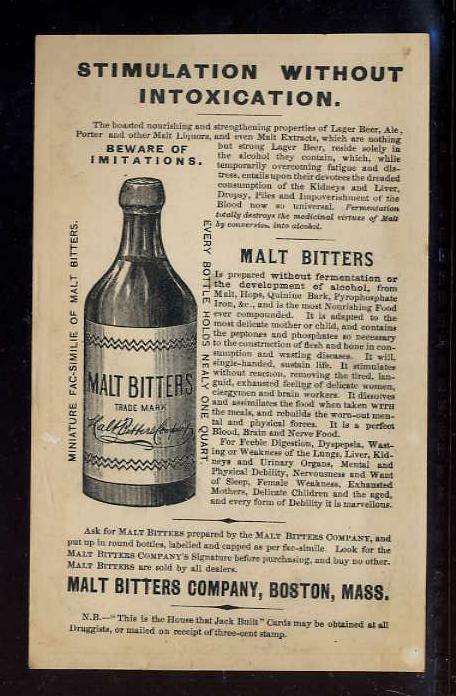 STIMULATION WITHOUT
INTOXICATION.
The boasted nourishing and strengthening properties of Lager Beer, Ale,
Porter and other Malt Liquors, and even Malt Extracts, which are nothing
but strong Lager Beer, reside solely in
the alcohol they contain, which, while
temporarily overcoming fatigue and dis-
tress, entails upon their devotees the dreaded
consumption of the Kidneys and Liver,
Dropsy, Piles and Impoverishment of the
Blood now so universal. Fermentation
totally destroys the medicinal virtues of Malt
by conversion into alcohol.
BEWARE OF
IMITATIONS.
MINIATURE FAC-SIMILIE OF MALT BITTERS.
EVERY BOTTLE HOLDS NEALY ONE QUART.
MALT BITTERS
TRADE MARK
Malt Bitters Company
MALT BITTERS
Is prepared without fermentation or
the development of alcohol, from
Malt, Hops, Quinine Bark, Pyrophosphate
Iron, &c., and is the most Nourishing Food
ever compounded. It is adapted to the
most delicate mother or child, and contains
the peptones and phosphates so necessary
to the construction of flesh and bone in con-
sumption and wasting diseases. It will,
single-handed, sustain life. It stimulates
without reaction, removing the tired, lan-
guid, exhausted feeling of delicate women,
clergymen and brain workers. It dissolves
and assimilates the food when taken WITH
the meals, and rebuilds the worn-out men-
tal and physical forces. It is a perfect
Blood, Brain and Nerve Food.
For Feeble Digestion, Dyspepsia, Wast-
ing or Weakness of the Lungs, Liver, Kid-
neys and Urinary Organs, Mental and
Physical Debility, Nervousness and Want
of Sleep, Female Weakness, Exhausted
Mothers, Delicate Children and the aged,
and every form of Debility it is marvellous.
Ask for MALT BITTERS prepared by the MALT BITTERS COMPANY, and
put up in round bottles, labelled and capped as per fac-simile. Look for the
MALT BITTERS COMPANY'S Signature before purchasing, and buy no other.
MALT BITTERS are sold by all dealers.
MALT BITTERS COMPANY, BOSTON, MASS.
N.B.—"This is the House that Jack Built" Cards may be obtained at all
Druggists, or mailed on receipt of three-cent stamp.